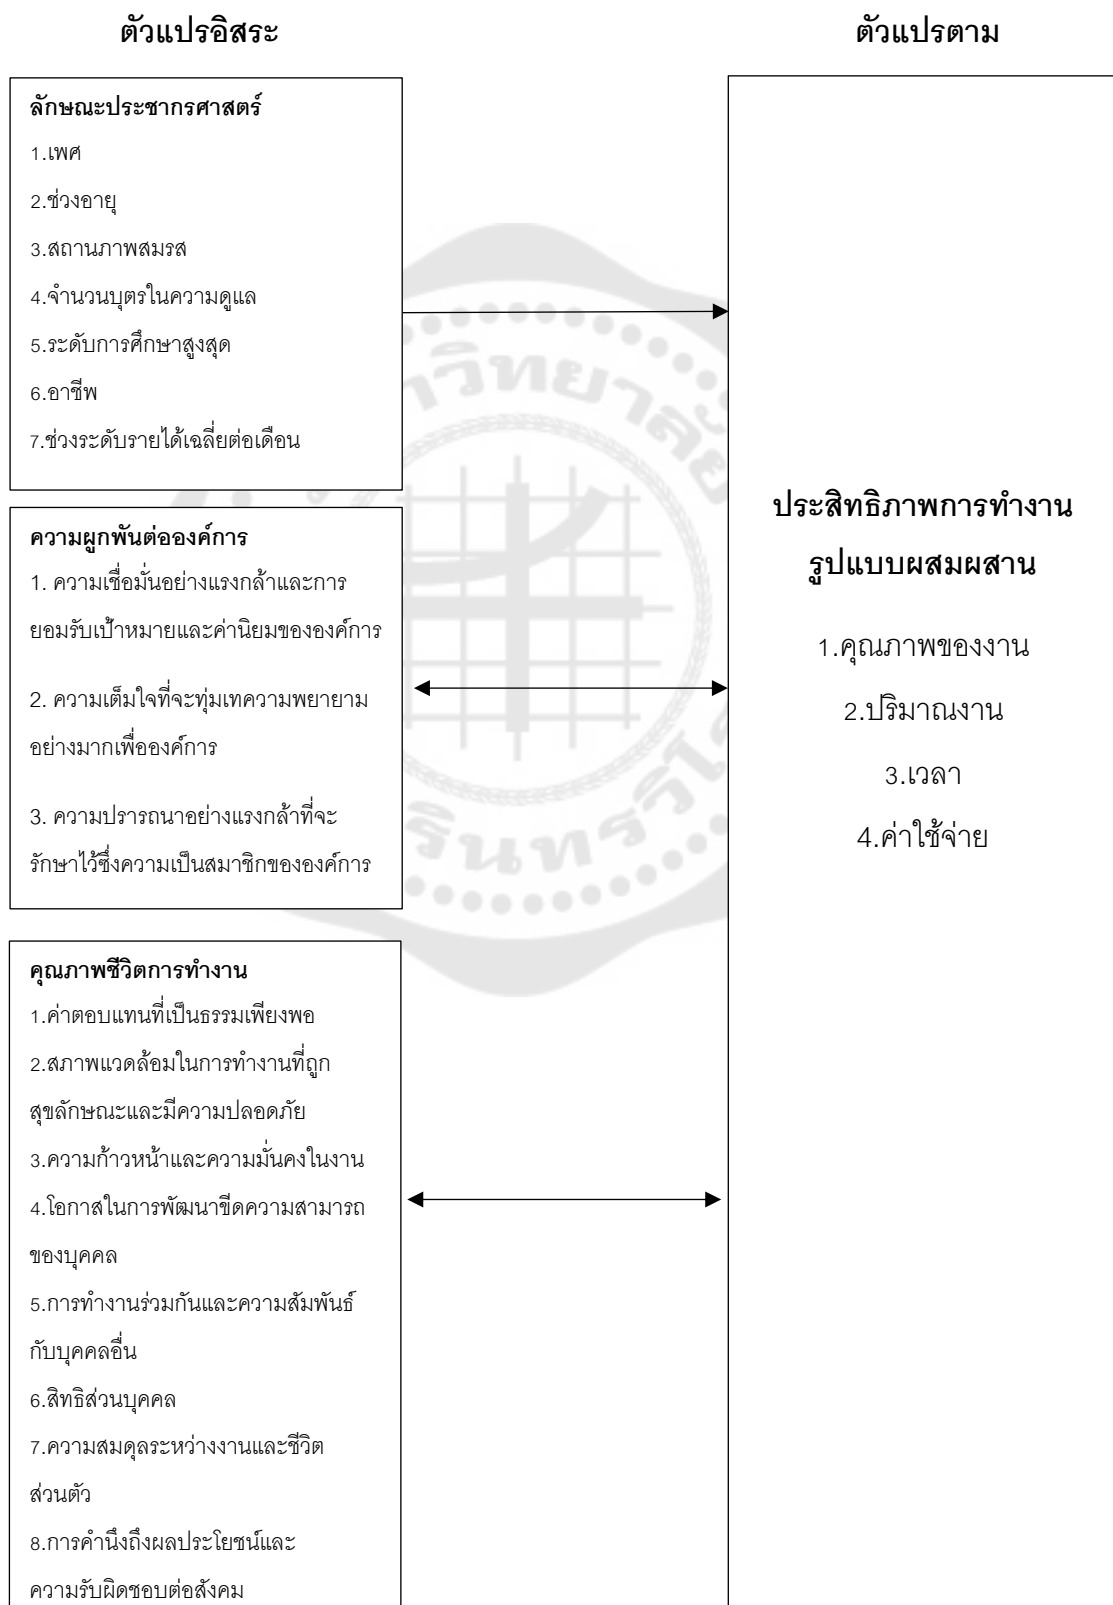 ตัวแปรอิสระ
ตัวแปรตาม
ลักษณะประชากรศาสตร์
1.เพศ
2.ช่วงอายุ
3.สถานภาพสมรส
4.จำนวนบุตรในความดูแล
5.ระดับการศึกษาสูงสุด
6.อาชีพ
7.ช่วงระดับรายได้เฉลี่ยต่อเดือน
ความผูกพันต่อองค์การ
1. ความเชื่อมั่นอย่างแรงกล้าและการ
ยอมรับเป้าหมายและค่านิยมขององค์การ
2. ความเต็มใจที่จะทุ่มเทความพยายาม
อย่างมากเพื่อองค์การ
3. ความปรารถนาอย่างแรงกล้าที่จะ
รักษาไว้ซึ่งความเป็นสมาชิกขององค์การ
คุณภาพชีวิตการทำงาน
1.ค่าตอบแทนที่เป็นธรรมเพียงพอ
2.สภาพแวดล้อมในการทำงานที่ถูก
สุขลักษณะและมีความปลอดภัย
3.ความก้าวหน้าและความมั่นคงในงาน
4.โอกาสในการพัฒนาขีดความสามารถ
ของบุคคล
5.การทำงานร่วมกันและความสัมพันธ์
กับบุคคลอื่น
6.สิทธิส่วนบุคคล
7.ความสมดุลระหว่างงานและชีวิต
ส่วนตัว
8.การคำนึงถึงผลประโยชน์และ
ความรับผิดชอบต่อสังคม
ประสิทธิภาพการทำงาน
รูปแบบผสมผสาน
1.คุณภาพของงาน
2.ปริมาณงาน
3.เวลา
4.ค่าใช้จ่าย